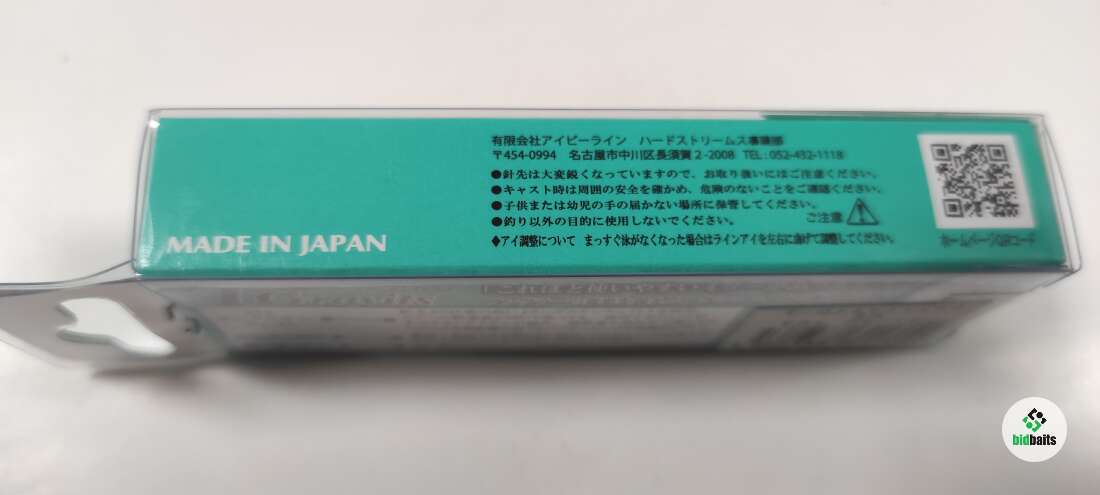 有限会社アイビーライン ハードストリームス事業部
〒454-0994 名古屋市中川区長須賀2-2008 TEL:052-432-1118
●針先は大変鋭くなっていますので、お取り扱いにはご注意ください。
●キャスト時は周囲の安全を確かめ、危険のないことをご確認ください。
●子供または幼児の手の届かない場所に保管してください。
●釣り以外の目的に使用しないでください。
ご注意
♦アイ調整について まっすぐ泳がなくなった場合はラインアイを左右に曲げて調整してください。
ホームページQRコード
MADE IN JAPAN
bidbaits